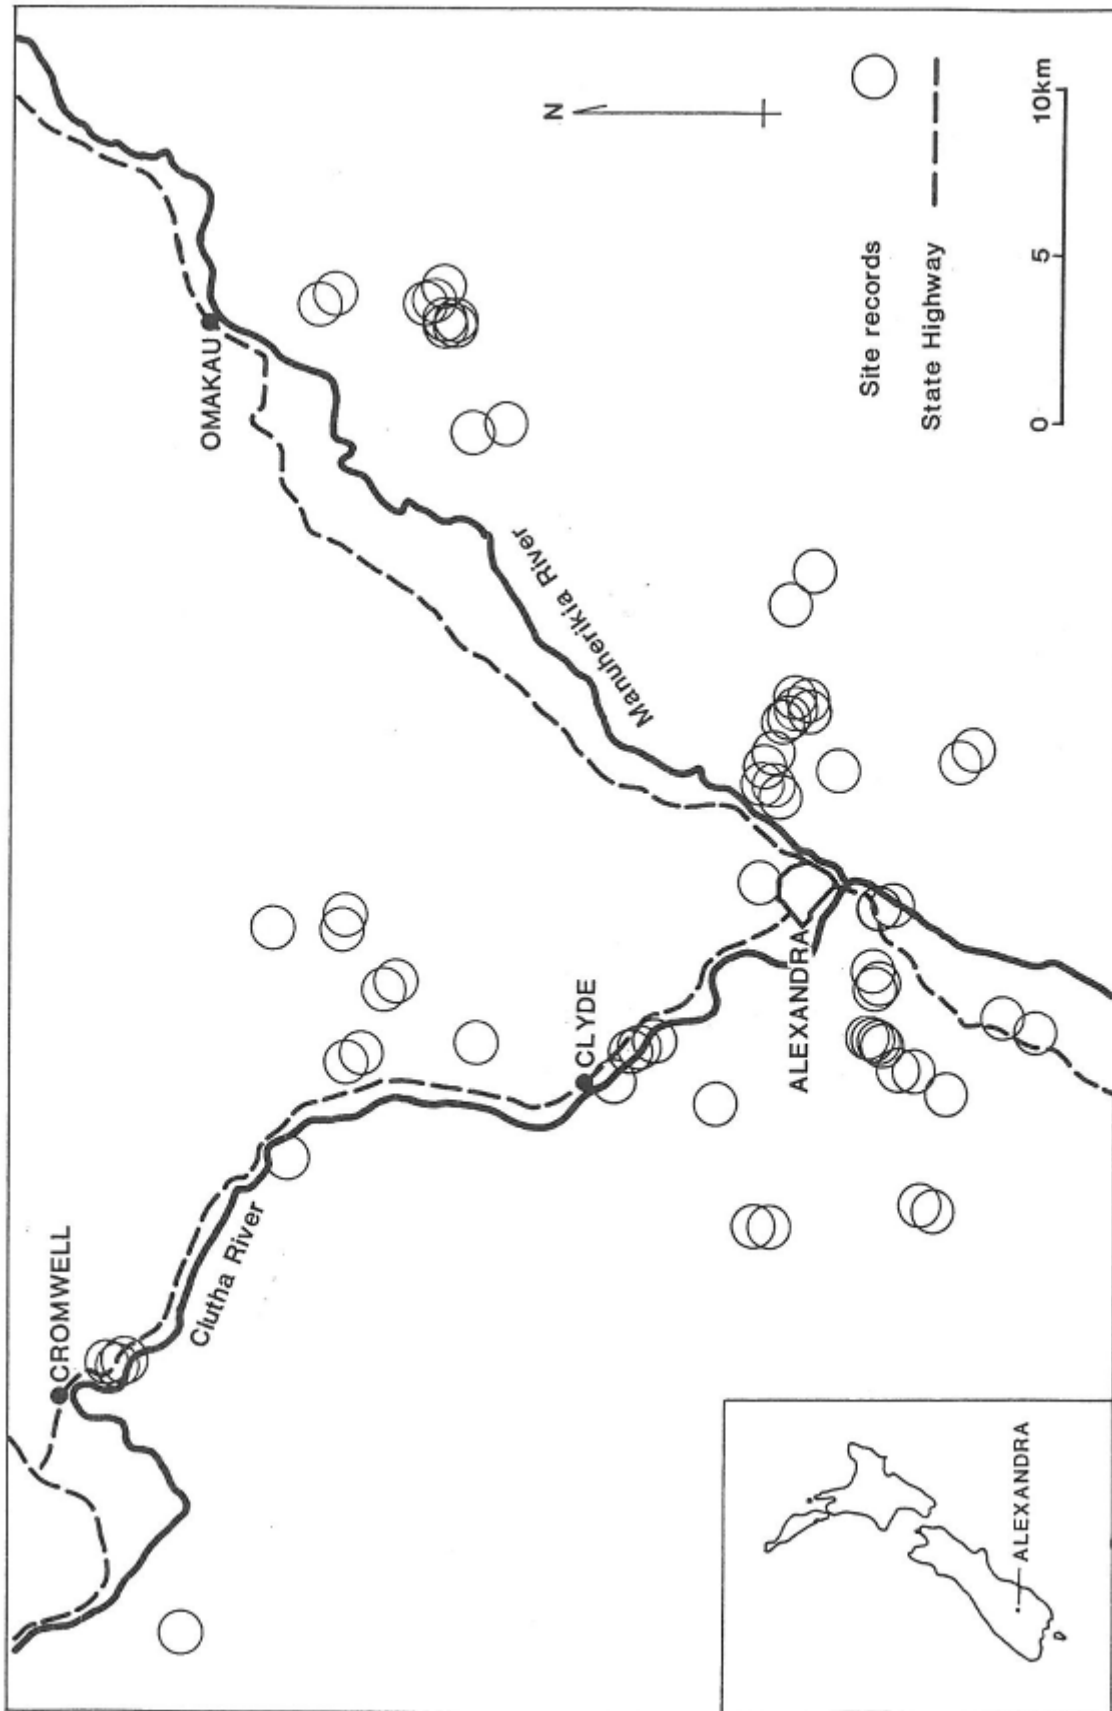 CROMWELL
Clutha River
CLYDE
ALEXANDRA
Manuherikia River
OMAKAU
N
Site records
State Highway
0 5 10km
ALEXANDRA